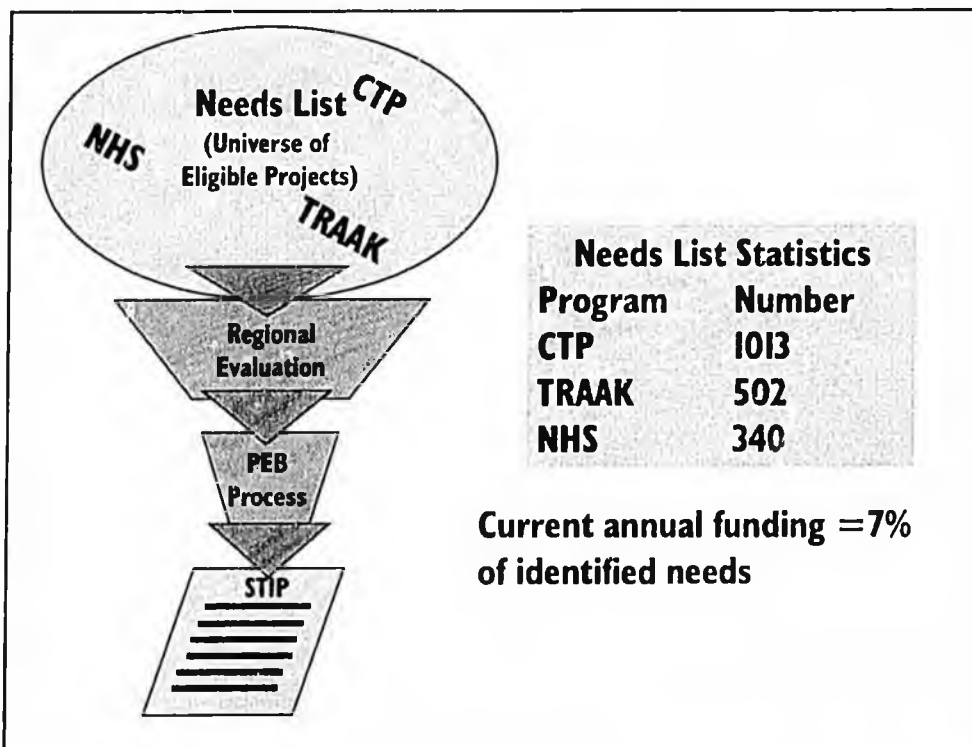 Needs List
CTP
NHS
(Universe of
Eligible Projects)
TRAAK
Regional
Evaluation
PEB
Process
STIP
Needs List Statistics
Program Number
CTP 1013
TRAAK 502
NHS 340
Current annual funding =7%
of identified needs